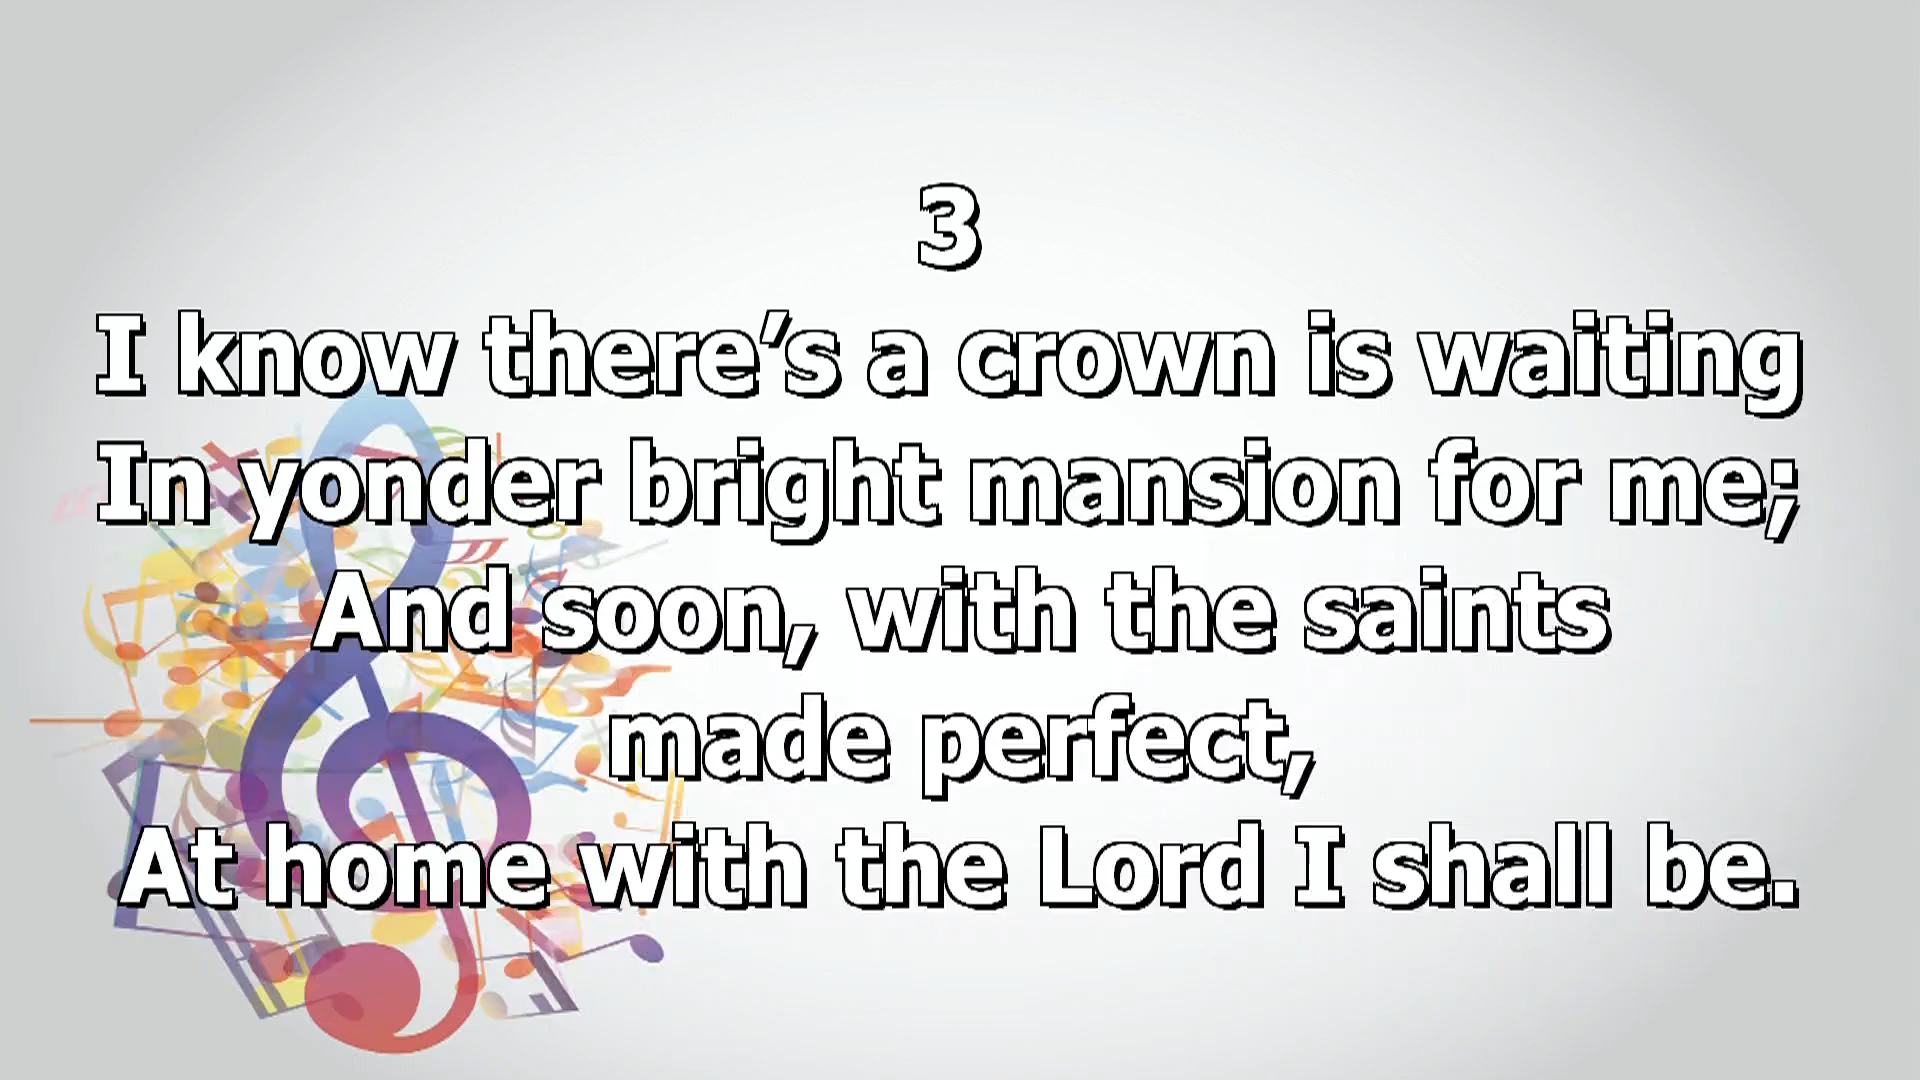 3
I know there’s a crown is waiting
In yonder bright mansion for me;
And soon, with the saints
made perfect,
At home with the Lord I shall be.